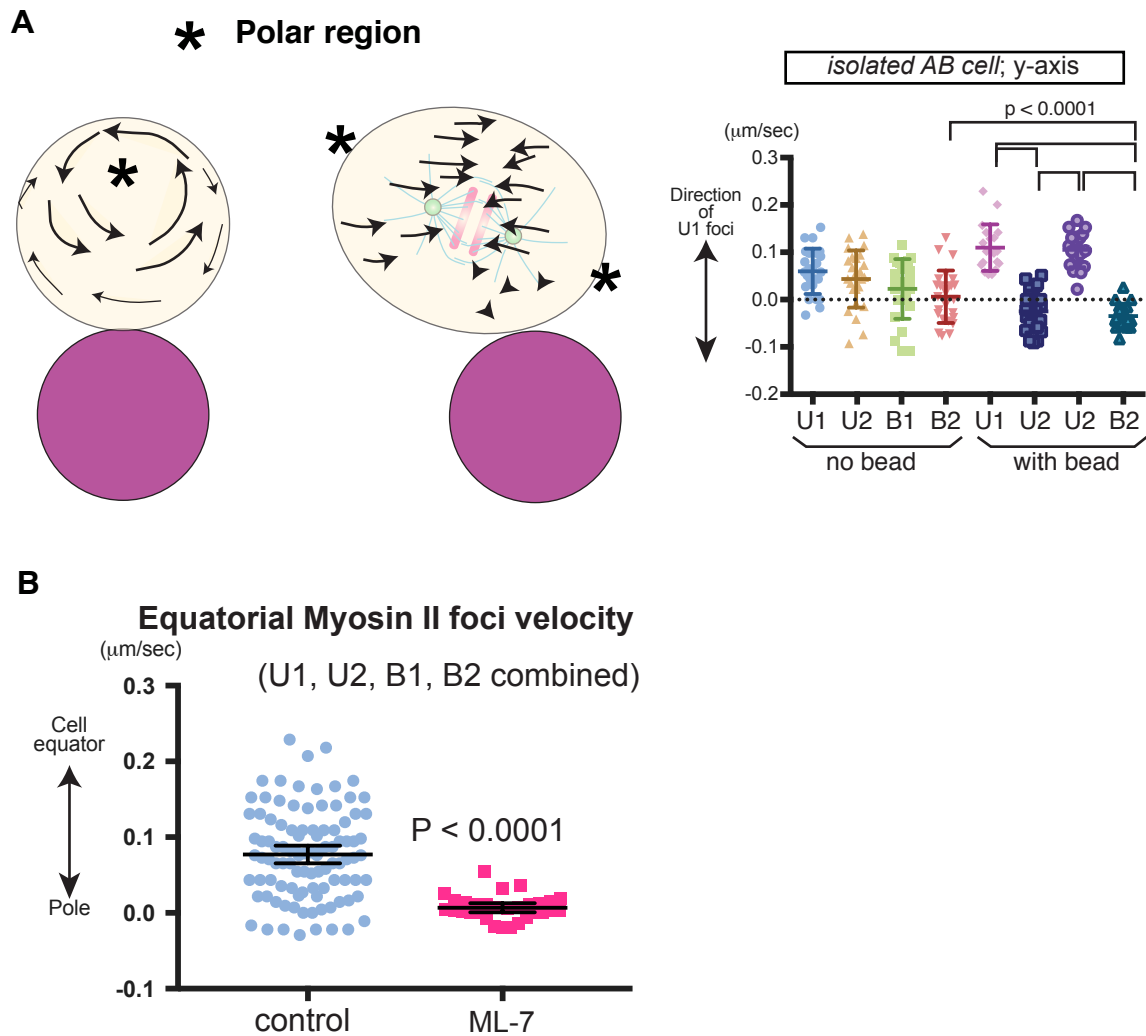 A
* Polar region
isolated AB cell; y-axis
p < 0.0001
(μm/sec)
0.3
0.2
0.1
0.0
-0.1
-0.2
Direction
of
U1 foci
U1 U2 B1 B2 U1 U2 U2 B2
no bead with bead
B
Equatorial Myosin II foci velocity
(μm/sec)
(U1, U2, B1, B2 combined)
0.3
0.2
0.1
0.0
-0.1
Cell
equator
Pole
P < 0.0001
control ML-7